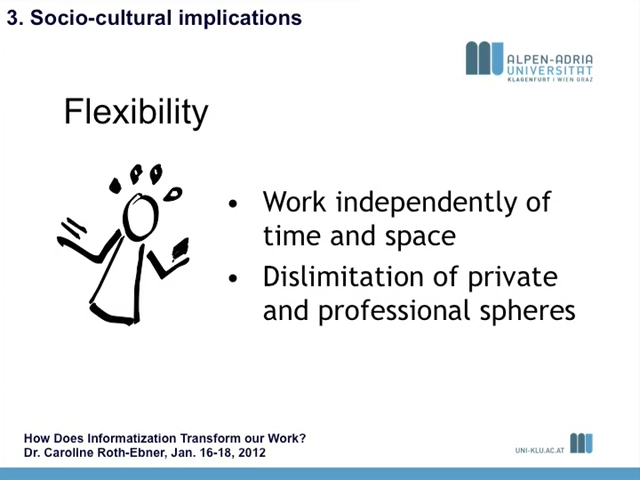 3. Socio-cultural implications
ALPEN-ADRIA
UNIVERSITÄT
KLAGENFURT I WIEN GRAZ
Flexibility
• Work independently of
time and space
• Dislimitation of private
and professional spheres
How Does Informatization Transform our Work?
Dr. Caroline Roth-Ebner, Jan. 16-18, 2012
UNI-KLU.AC.AT